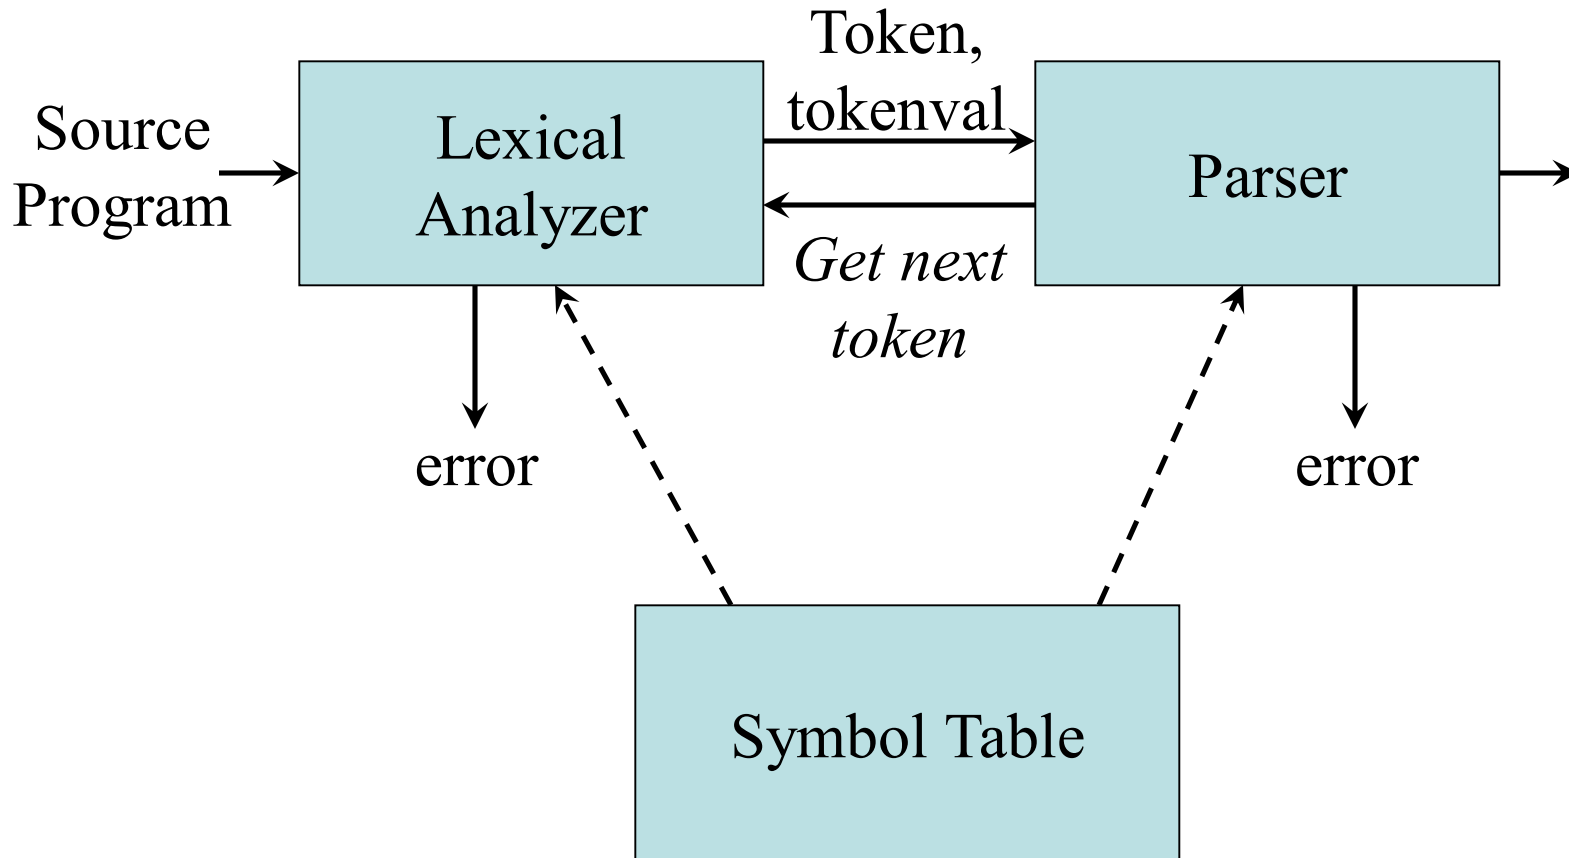 Token,
tokenval
Source
Program
Lexical
Analyzer
Parser
Get next
token
error
error
Symbol Table